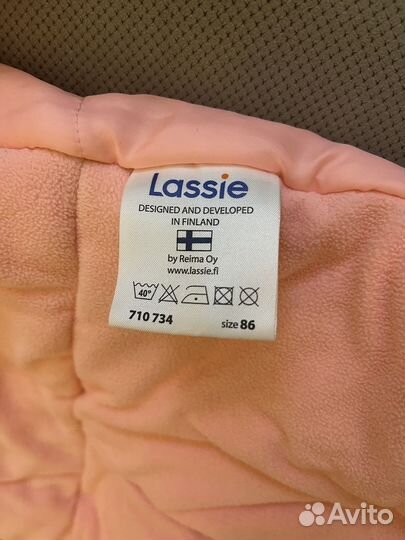 Lassie
DESIGNED AND DEVELOPED
IN FINLAND
by Reima Oy
www.lassie.fi
40°
710 734 size 86
Avito